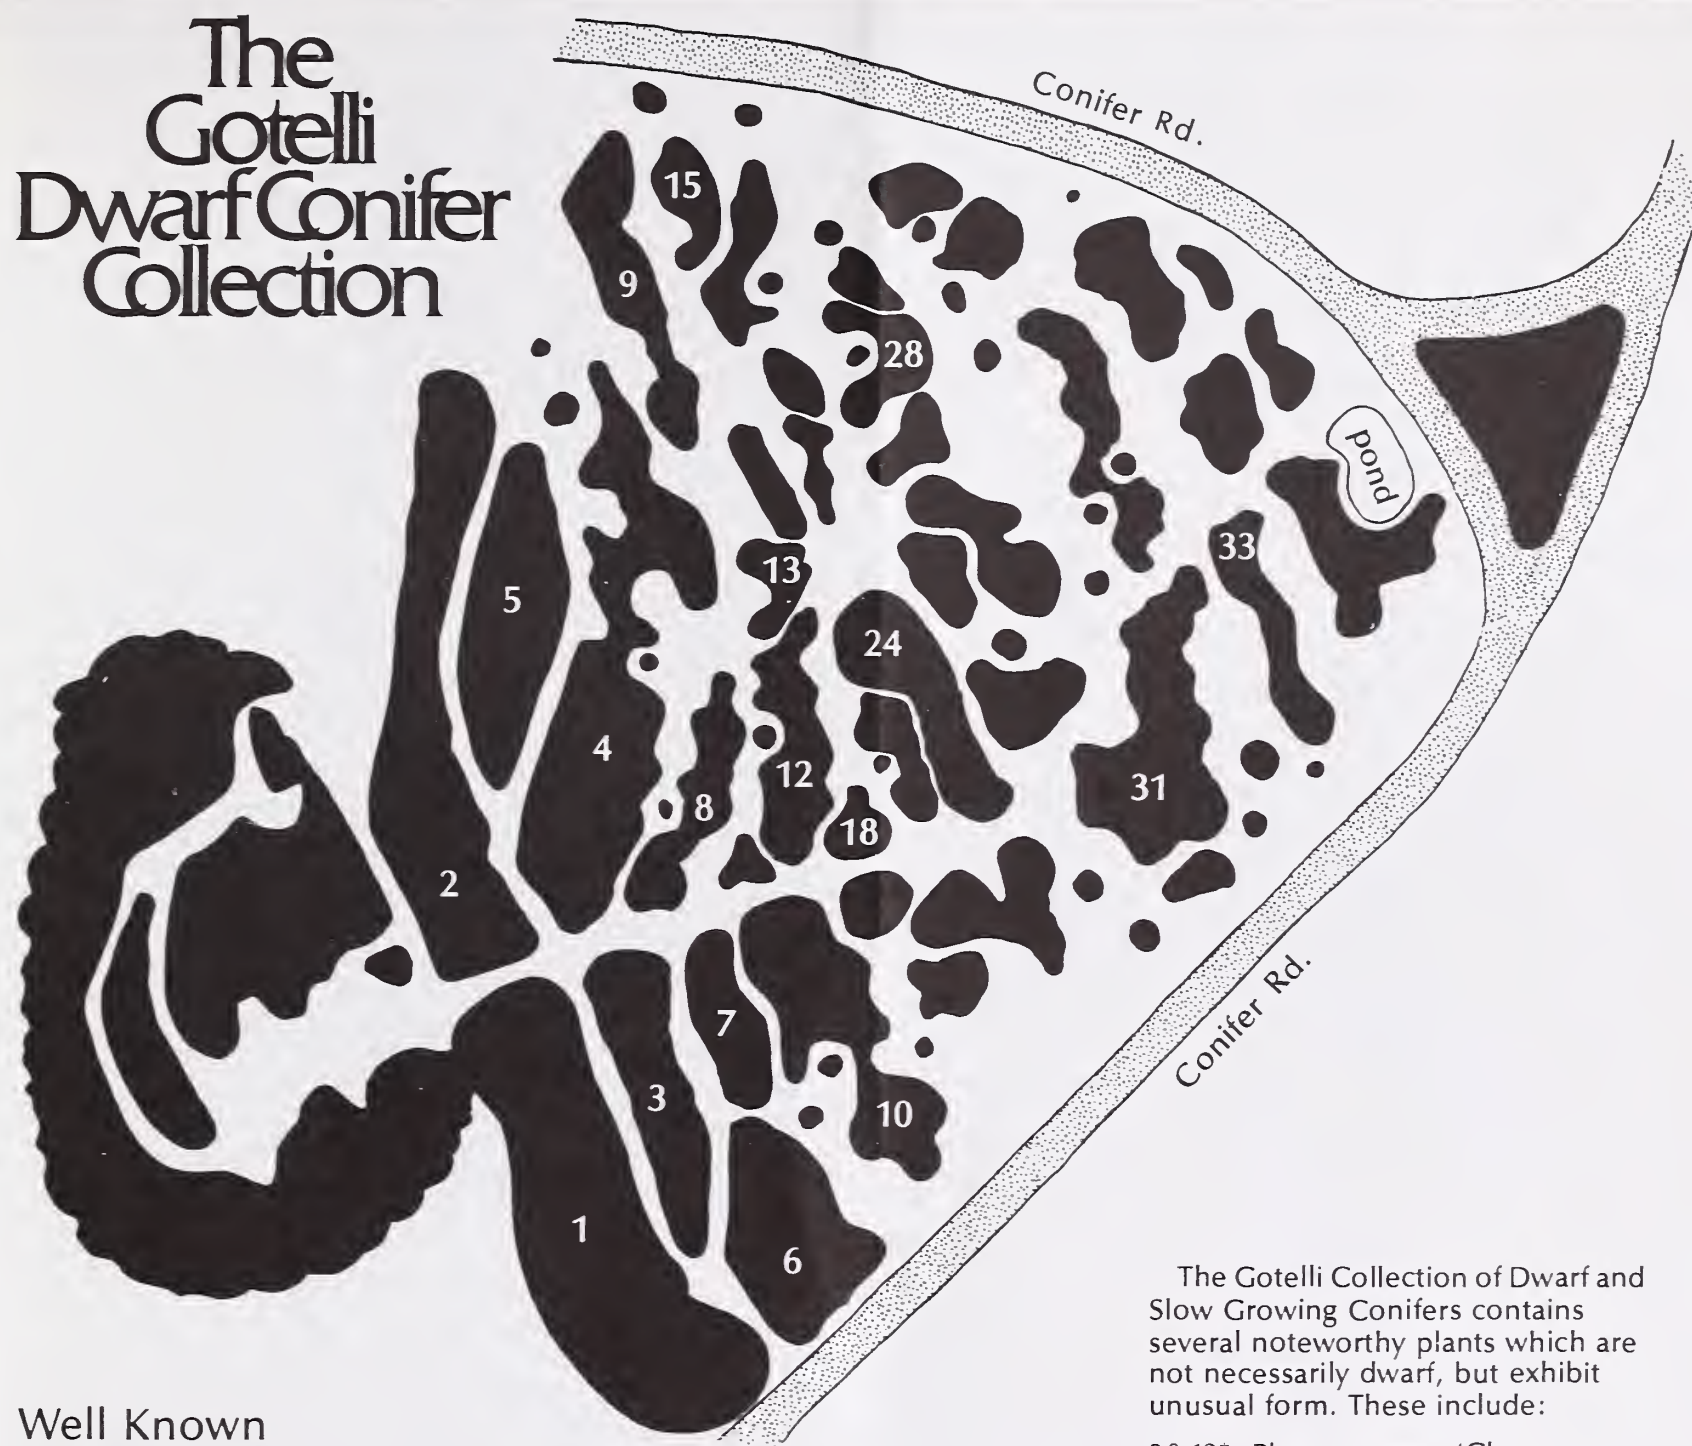 The
Gotelli
Dwarf Conifer
Collection
Conifer Rd.
15
9
28
pond
33
13
5
24
4
12
8
31
18
2
7
3
10
1
6
Conifer Rd.
The Gotelli Collection of Dwarf and
Slow Growing Conifers contains
several noteworthy plants which are
not necessarily dwarf, but exhibit
unusual form. These include:
Well Known